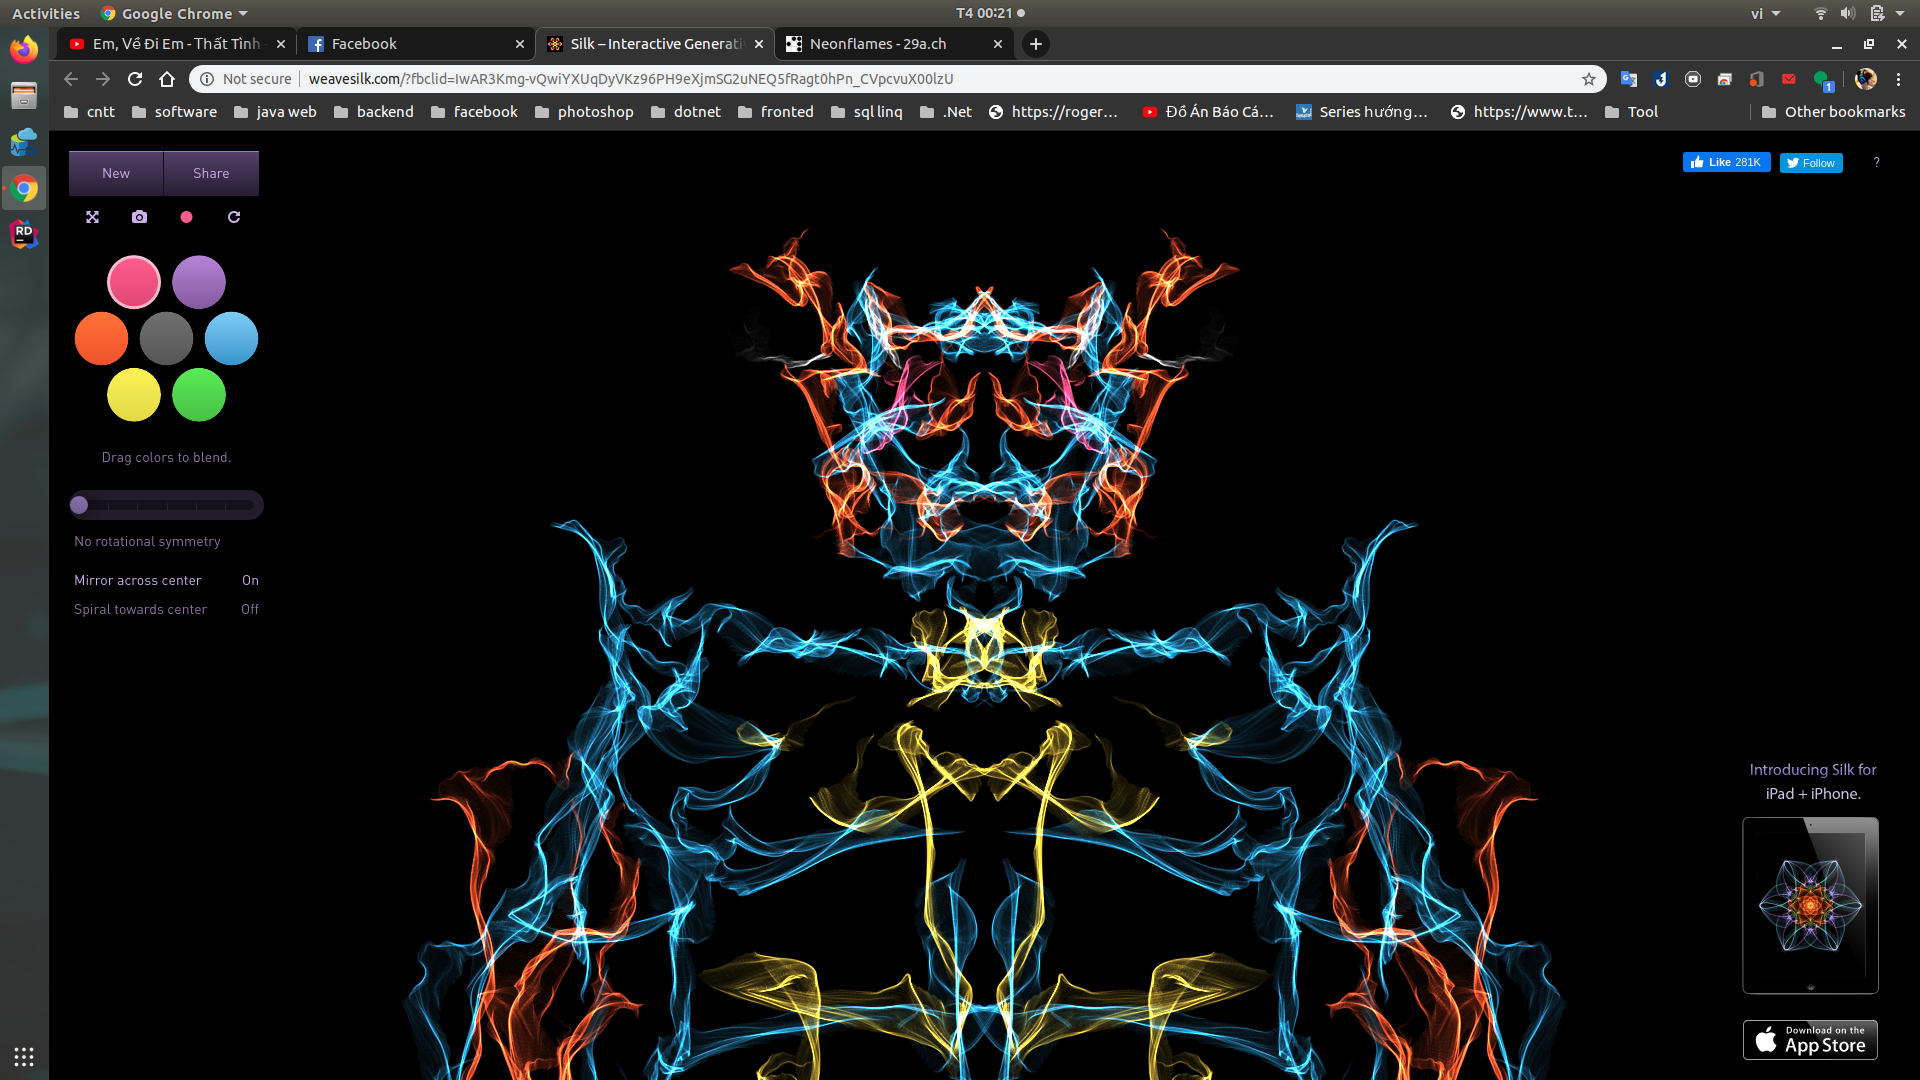 Activities
Google Chrome
T4 00:21
vi
Em, Về Đi Em - Thất Tình
Facebook
Silk – Interactive Generati
Neonflames - 29a.ch
Not secure
weavesilk.com/?fbclid=IwAR3Kmg-vQwiYXUqDyVKz96PH9eXjmSG2uNEQ5fRagt0hPn_CVpcvuX00lzU
1
cntt
software
java web
backend
facebook
photoshop
dotnet
fronted
sql linq
.Net
https://roger...
Đồ Án Báo Cá...
Series hướng...
https://www.t...
Tool
Other bookmarks
RD
New
Share
Like 281K
Follow
?
Drag colors to blend.
No rotational symmetry
Mirror across center On
Spiral towards center Off
Introducing Silk for
iPad + iPhone.
Download on the
App Store